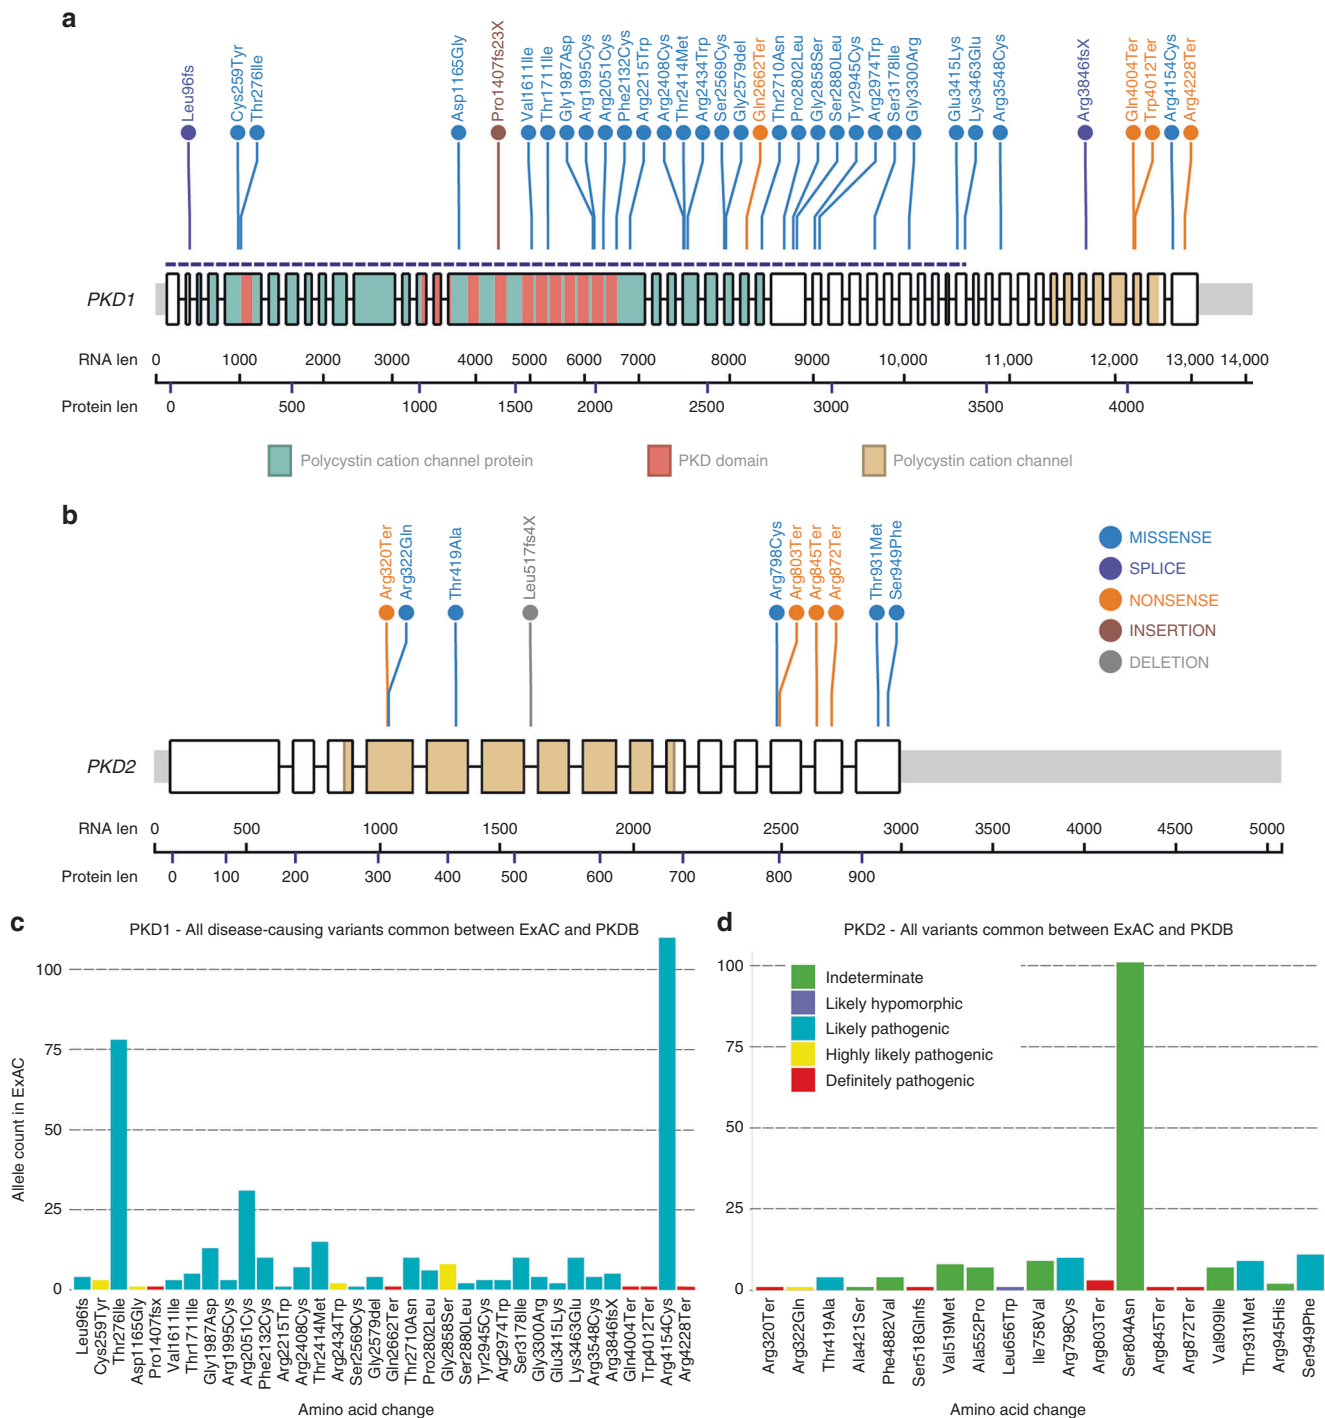 a
Leu96fs
Cys259Tyr
Thr276Ile
Asp1165Gly
Pro1407fs23X
Val1611Ile
Thr1711Ile
Gly1987Asp
Arg1995Cys
Arg2051Cys
Phe2132Cys
Arg2215Trp
Arg2408Cys
Thr2414Met
Arg2434Trp
Ser2569Cys
Gly2579del
Gln2662Ter
Thr2710Asn
Pro2802Leu
Gly2858Ser
Ser2880Leu
Tyr2945Cys
Arg2974Trp
Ser3178Ile
Gly3300Arg
Glu3415Lys
Lys3463Glu
Arg3548Cys
Arg3846fsX
Gln4004Ter
Trp4012Ter
Arg4154Cys
Arg4228Ter
PKD1
RNA len 0 1000 2000 3000 4000 5000 6000 7000 8000 9000 10,000 11,000 12,000 13,000 14,000
Protein len 0 500 1000 1500 2000 2500 3000 3500 4000
Polycystin cation channel protein
PKD domain
Polycystin cation channel
b
Arg320Ter
Arg322Gln
Thr419Ala
Leu517fs4X
Arg798Cys
Arg803Ter
Arg845Ter
Arg872Ter
Thr931Met
Ser949Phe
MISSENSE
SPLICE
NONSENSE
INSERTION
DELETION
PKD2
RNA len 0 500 1000 1500 2000 2500 3000 3500 4000 4500 5000
Protein len 0 100 200 300 400 500 600 700 800 900
c
PKD1 - All disease-causing variants common between ExAC and PKDB
Allele count in ExAC
100
75
50
25
0
Leu96fs
Cys259Tyr
Thr276Ile
Asp1165Gly
Pro1407fsx
Val1611Ile
Thr1711Ile
Gly1987Asp
Arg1995Cys
Arg2051Cys
Phe2132Cys
Arg2215Trp
Arg2408Cys
Thr2414Met
Arg2434Trp
Ser2569Cys
Gly2579del
Gln2662Ter
Thr2710Asn
Pro2802Leu
Gly2858Ser
Ser2880Leu
Tyr2945Cys
Arg2974Trp
Ser3178Ile
Gly3300Arg
Glu3415Lys
Lys3463Glu
Arg3548Cys
Arg3846fsX
Gln4004Ter
Trp4012Ter
Arg4154Cys
Arg4228Ter
Amino acid change
d
PKD2 - All variants common between ExAC and PKDB
100
75
50
25
0
Indeterminate
Likely hypomorphic
Likely pathogenic
Highly likely pathogenic
Definitely pathogenic
Arg320Ter
Arg322Gln
Thr419Ala
Ala421Ser
Phe4882Val
Ser518Glnfs
Val519Met
Ala552Pro
Leu656Trp
Ile758Val
Arg798Cys
Arg803Ter
Ser804Asn
Arg845Ter
Arg872Ter
Val909Ile
Thr931Met
Arg945His
Ser949Phe
Amino acid change